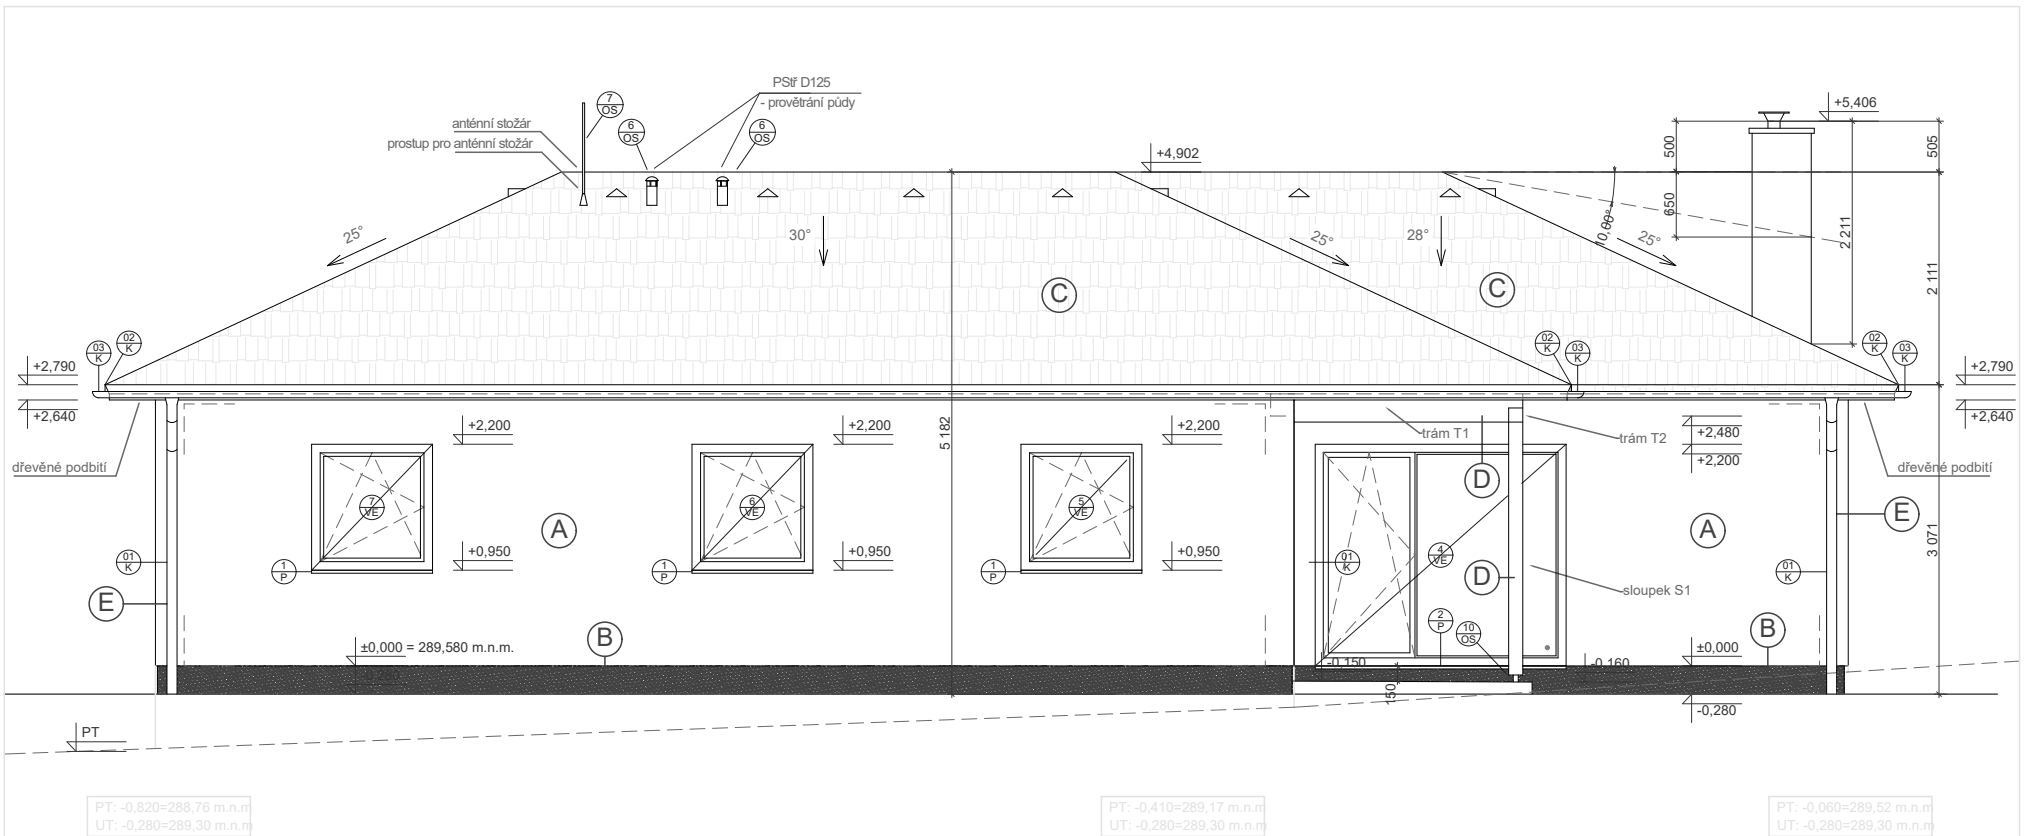 PStř D125
- provětrání půdy
7
OS
6
OS
6
OS
anténní stožár
prostup pro anténní stožár
+5,406
+4,902
500
505
650
10,00°
2 211
2 111
25°
30°
25°
28°
25°
C
C
03
K
02
K
02
K
03
K
02
K
03
K
+2,790
+2,640
+2,790
+2,640
dřevěné podbití
dřevěné podbití
+2,200
+2,200
+2,200
5 182
trám T1
trám T2
+2,480
+2,200
7
VE
6
VE
5
VE
4
VE
A
A
D
D
E
E
01
K
01
K
01
K
1
P
1
P
1
P
+0,950
+0,950
+0,950
3 071
sloupek S1
2
P
10
OS
B
B
±0,000 = 289,580 m.n.m.
-0,280
-0,150
150
-0,160
±0,000
-0,280
PT
PT: -0,820=288,76 m.n.m
UT: -0,280=289,30 m.n.m
PT: -0,410=289,17 m.n.m
UT: -0,280=289,30 m.n.m
PT: -0,060=289,52 m.n.m
UT: -0,280=289,30 m.n.m